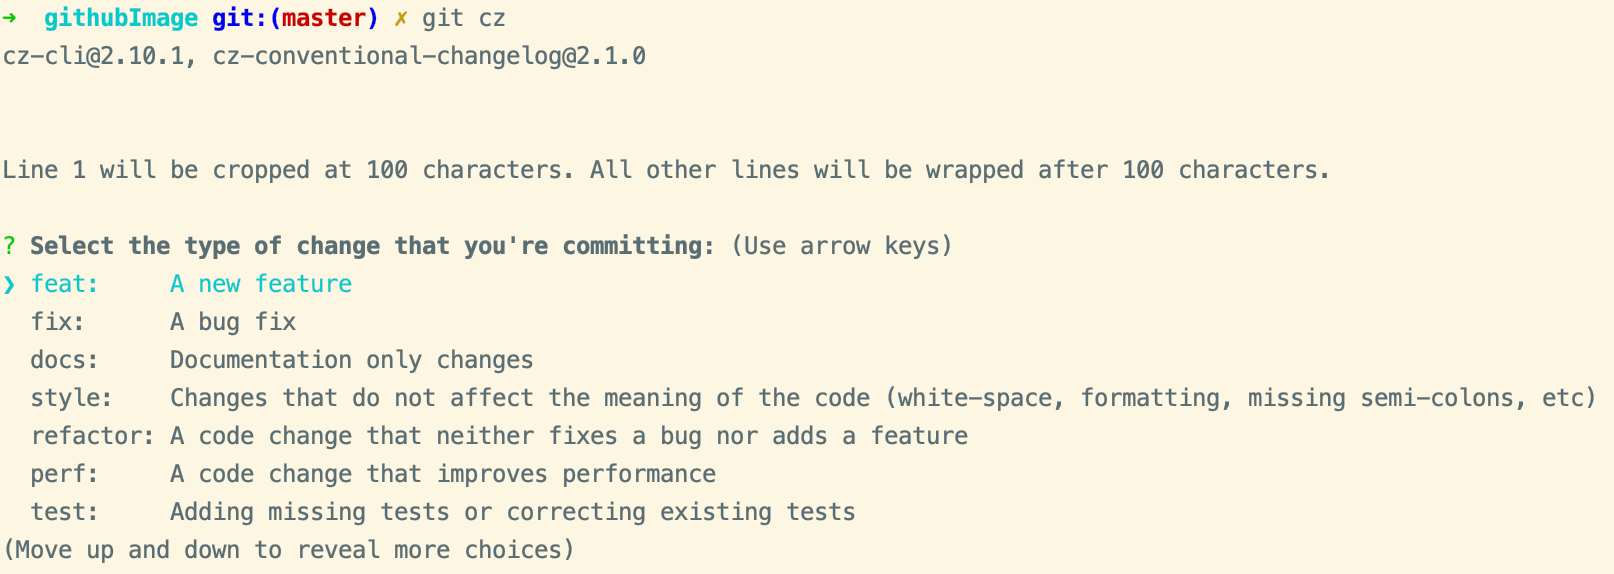 ➜  githubImage git:(master) ✗ git cz
cz-cli@2.10.1, cz-conventional-changelog@2.1.0
Line 1 will be cropped at 100 characters. All other lines will be wrapped after 100 characters.
? Select the type of change that you're committing: (Use arrow keys)
❯ feat:     A new feature
  fix:      A bug fix
  docs:     Documentation only changes
  style:    Changes that do not affect the meaning of the code (white-space, formatting, missing semi-colons, etc)
  refactor: A code change that neither fixes a bug nor adds a feature
  perf:     A code change that improves performance
  test:     Adding missing tests or correcting existing tests
(Move up and down to reveal more choices)